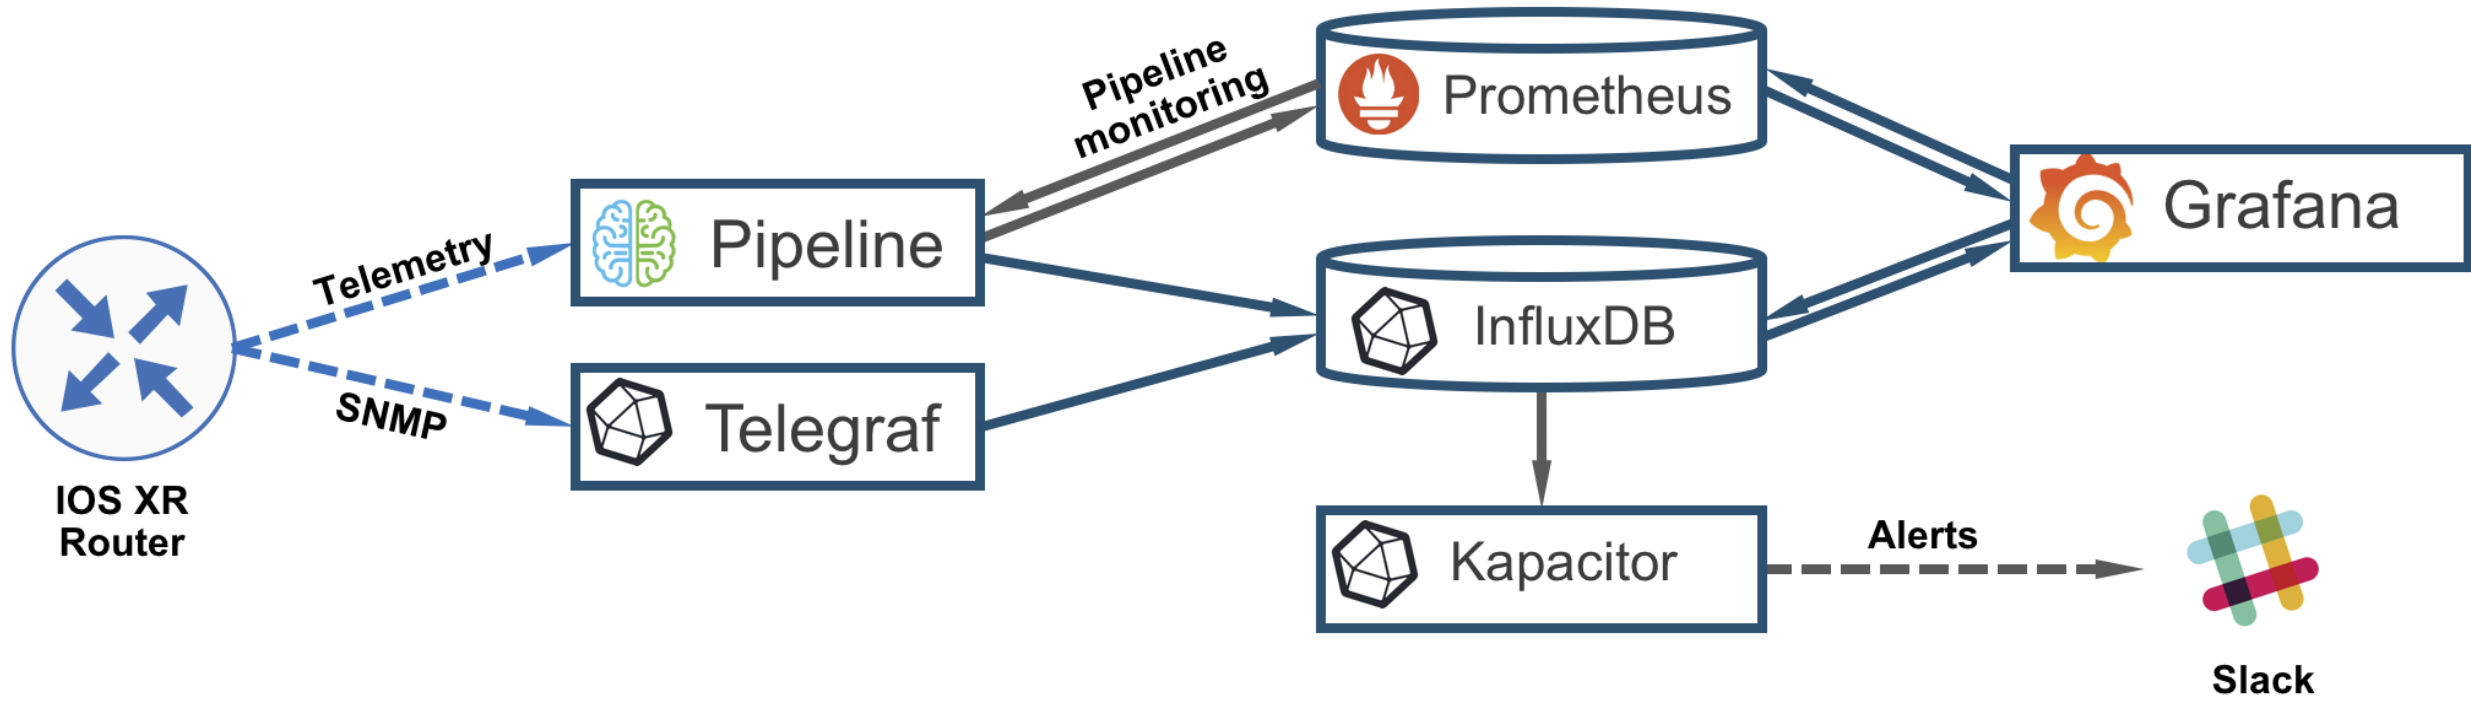 Pipeline
monitoring
Prometheus
Grafana
Telemetry
Pipeline
InfluxDB
SNMP
Telegraf
IOS XR
Router
Kapacitor
Alerts
Slack